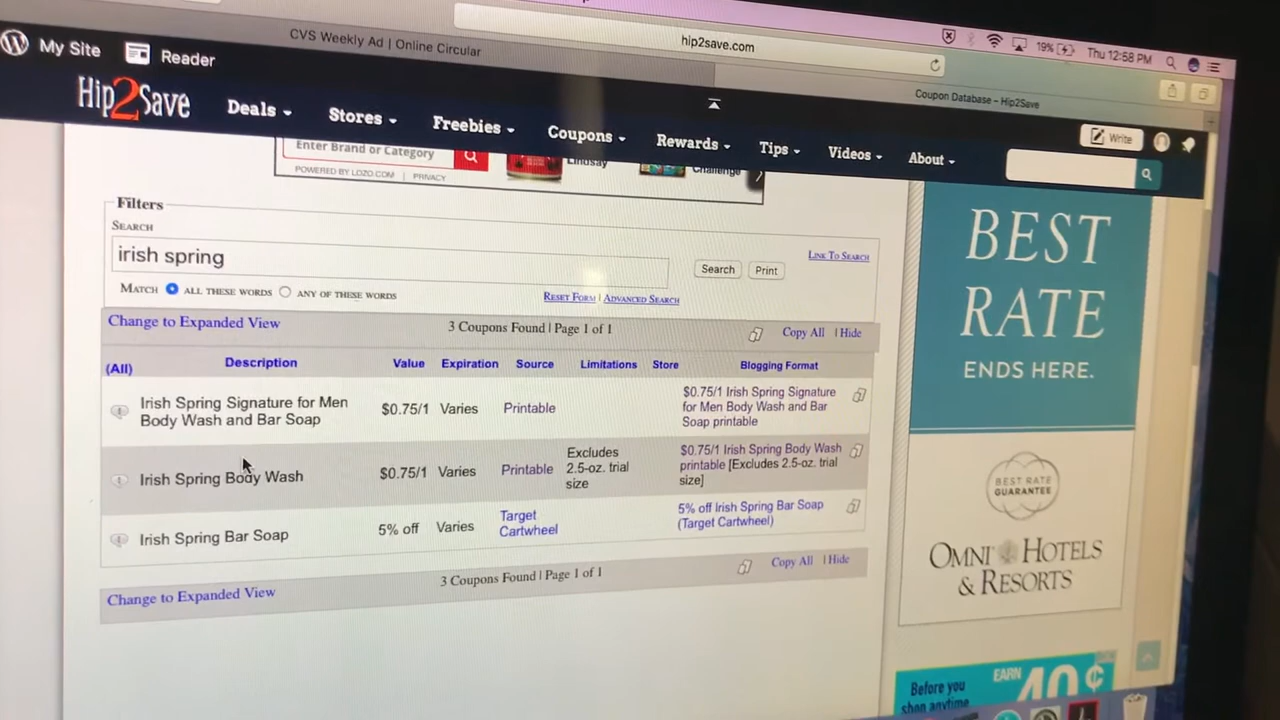 CVS Weekly Ad | Online Circular
hip2save.com
19%
Thu 12:58 PM
My Site
Reader
Coupon Database – Hip2Save
Hip2Save
Deals
Stores
Freebies
Coupons
Rewards
Tips
Videos
About
Write
Enter Brand or Category
Lindsay
Challenge
POWERED BY LOZO.COM | PRIVACY
Filters
SEARCH
irish spring
Search
Print
LINK TO SEARCH
MATCH ALL THESE WORDS ANY OF THESE WORDS
RESET FORM | ADVANCED SEARCH
Change to Expanded View
3 Coupons Found | Page 1 of 1
Copy All | Hide
(All) Description Value Expiration Source Limitations Store Blogging Format
Irish Spring Signature for Men
Body Wash and Bar Soap
$0.75/1 Varies Printable
$0.75/1 Irish Spring Signature
for Men Body Wash and Bar
Soap printable
Irish Spring Body Wash
$0.75/1 Varies Printable
Excludes
2.5-oz. trial
size
$0.75/1 Irish Spring Body Wash
printable [Excludes 2.5-oz. trial
size]
Irish Spring Bar Soap
5% off Varies
Target
Cartwheel
5% off Irish Spring Bar Soap
(Target Cartwheel)
Change to Expanded View
3 Coupons Found | Page 1 of 1
Copy All | Hide
BEST
RATE
ENDS HERE.
BEST RATE
GUARANTEE
OMNI HOTELS
& RESORTS
Before you
shop anytime
EARN
40¢